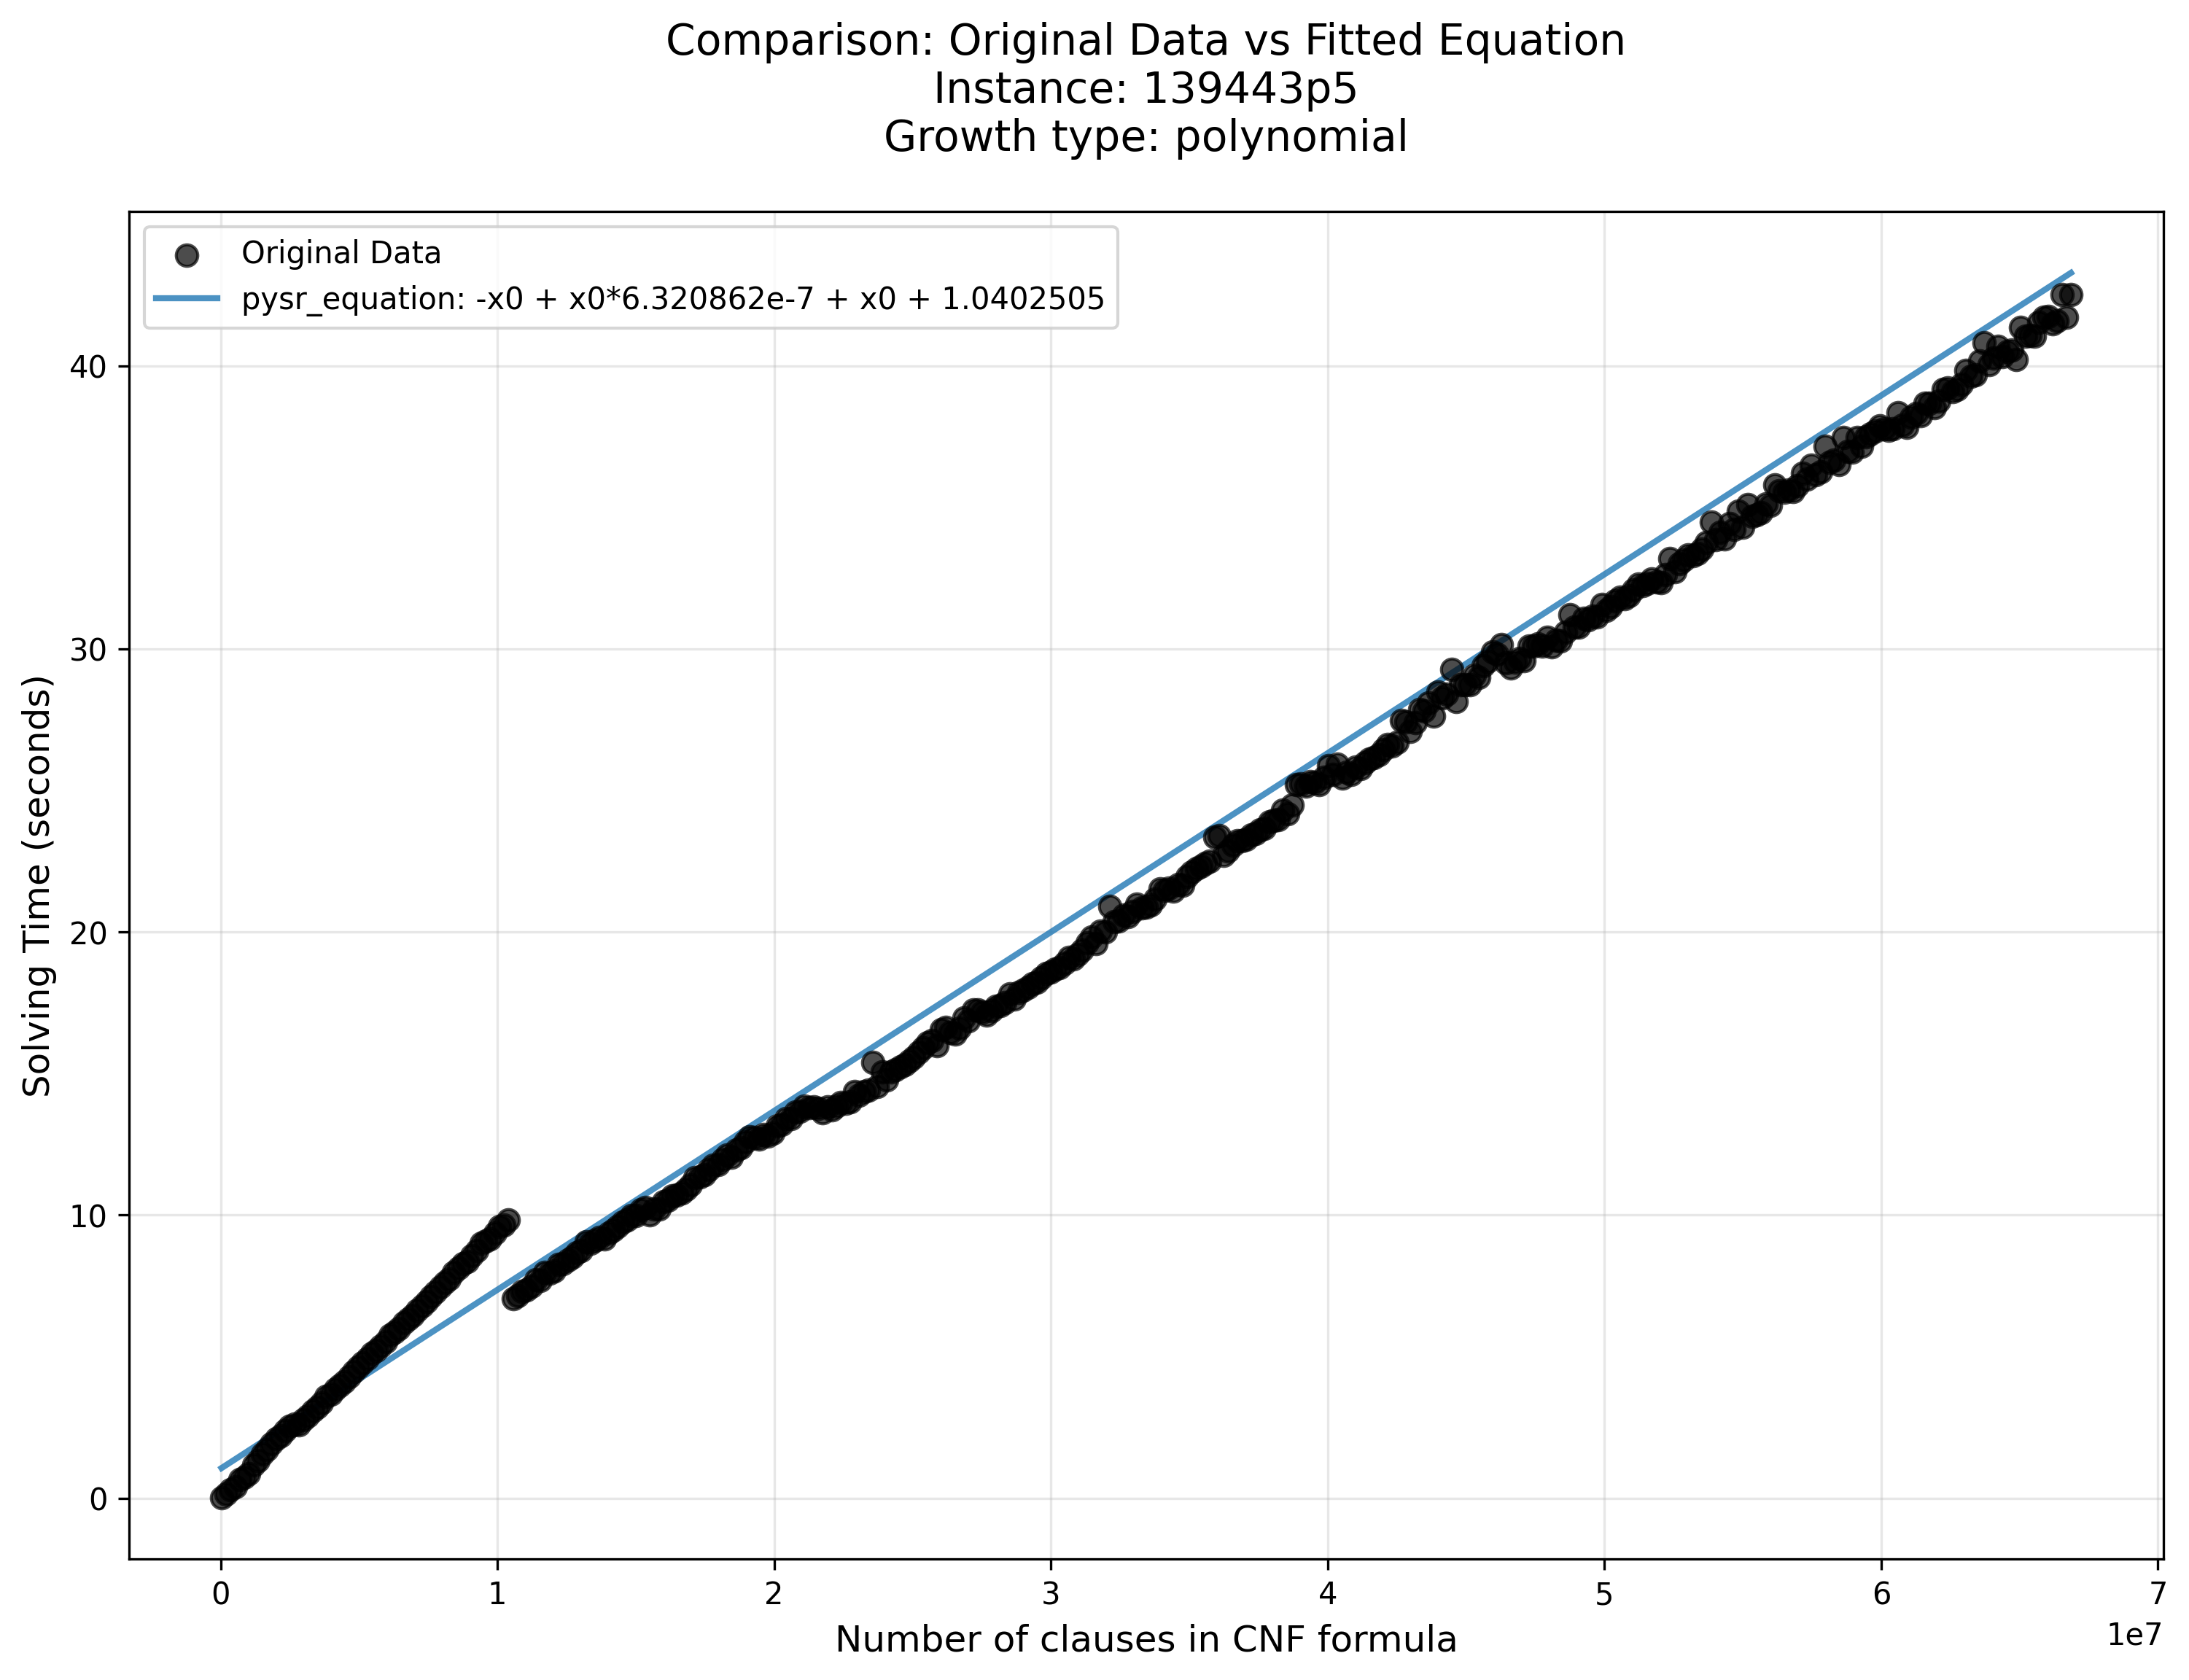 Comparison: Original Data vs Fitted Equation
Instance: 139443p5
Growth type: polynomial
Original Data
pysr_equation: -x0 + x0*6.320862e-7 + x0 + 1.0402505
Solving Time (seconds)
40
30
20
10
0
0 1 2 3 4 5 6 7
1e7
Number of clauses in CNF formula